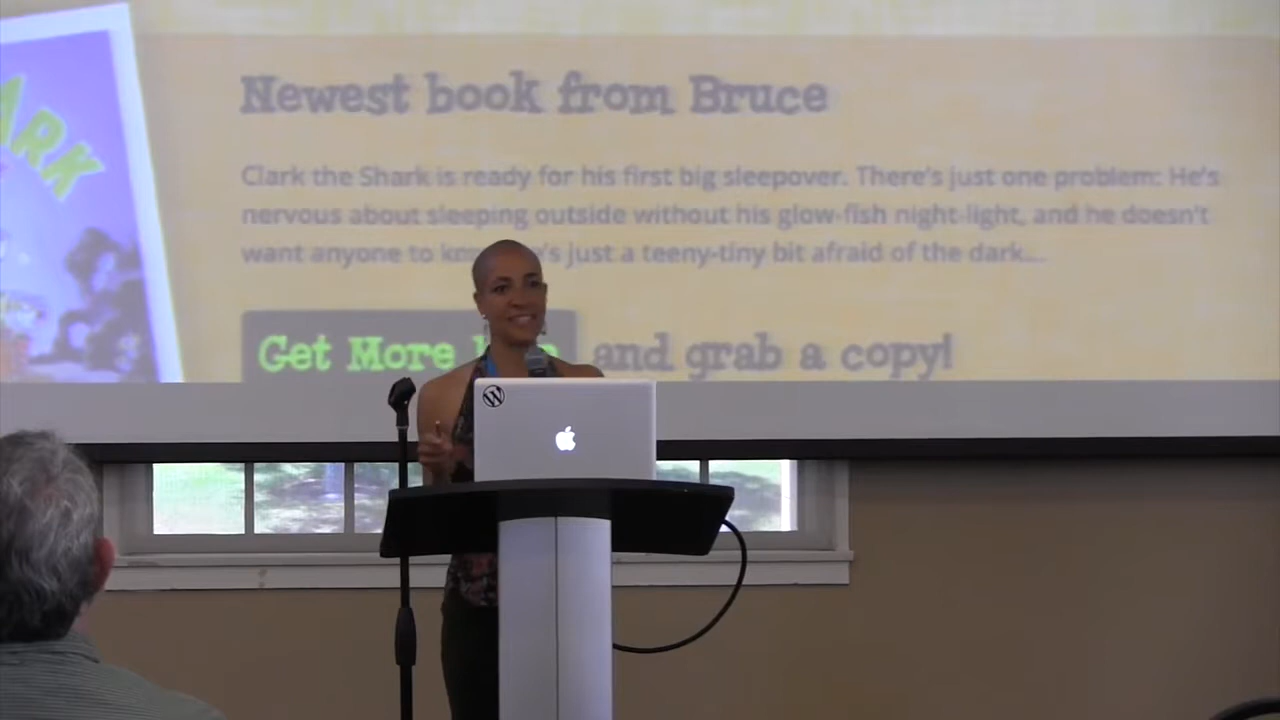 ARK
Newest book from Bruce
Clark the Shark is ready for his first big sleepover. There's just one problem: He's
nervous about sleeping outside without his glow-fish night-light, and he doesn't
want anyone to he's just a teeny-tiny bit afraid of the dark...
Get More and grab a copy!
W